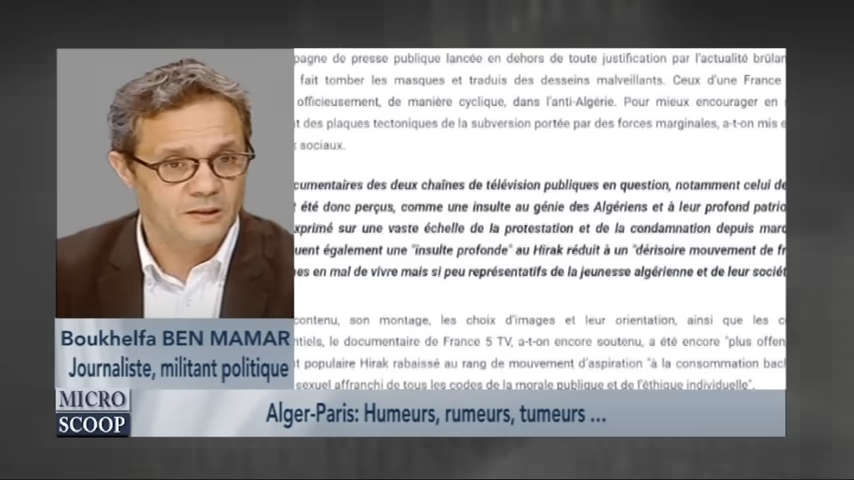 pagne de presse publique lancée en dehors de toute justification par l'actualité brûlan
fait tomber les masques et traduis des desseins malveillants. Ceux d'une France
officieusement, de manière cyclique, dans l'anti-Algérie. Pour mieux encourager en
t des plaques tectoniques de la subversion portée par des forces marginales, a-t-on mis e
x sociaux.
cumentaires des deux chaînes de télévision publiques en question, notamment celui de
t été donc perçus, comme une insulte au génie des Algériens et à leur profond patrio
xprimé sur une vaste échelle de la protestation et de la condamnation depuis mard
uent également une "insulte profonde" au Hirak réduit à un "dérisoire mouvement de fr
nes en mal de vivre mais si peu représentatifs de la jeunesse algérienne et de leur sociét
contenu, son montage, les choix d'images et leur orientation, ainsi que les
ntiels, le documentaire de France 5 TV, a-t-on encore soutenu, a été encore "plus offen
t populaire Hirak rabaissé au rang de mouvement d'aspiration "à la consommation bach
sexuel affranchi de tous les codes de la morale publique et de l'éthique individuelle".
Boukhelfa BEN MAMAR
Journaliste, militant politique
MICRO
SCOOP
Alger-Paris: Humeurs, rumeurs, tumeurs ...